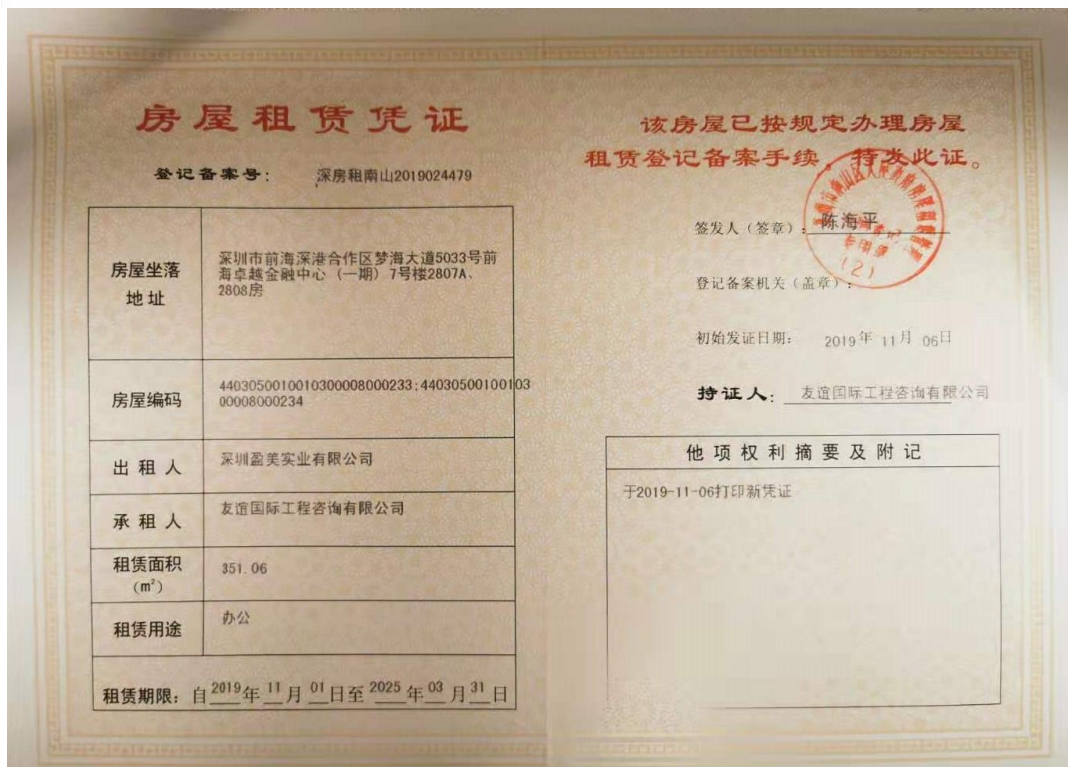 房屋租赁凭证
登记备案号： 深房租南山2019024479
房屋坐落
地址
深圳市前海深港合作区梦海大道5033号前
海卓越金融中心（一期）7号楼2807A、
2808房
房屋编码
4403050010010300008000233;44030500100103
00008000234
出租人
深圳盈美实业有限公司
承租人
友谊国际工程咨询有限公司
租赁面积
（m²）
351.06
租赁用途
办公
租赁期限：自2019年11月01日至2025年03月31日
该房屋已按规定办理房屋
租赁登记备案手续，特发此证。
签发人（签章）：陈海平
(2)
登记备案机关（盖章）：
初始发证日期： 2019年11月06日
持证人： 友谊国际工程咨询有限公司
他项权利摘要及附记
于2019-11-06打印新凭证